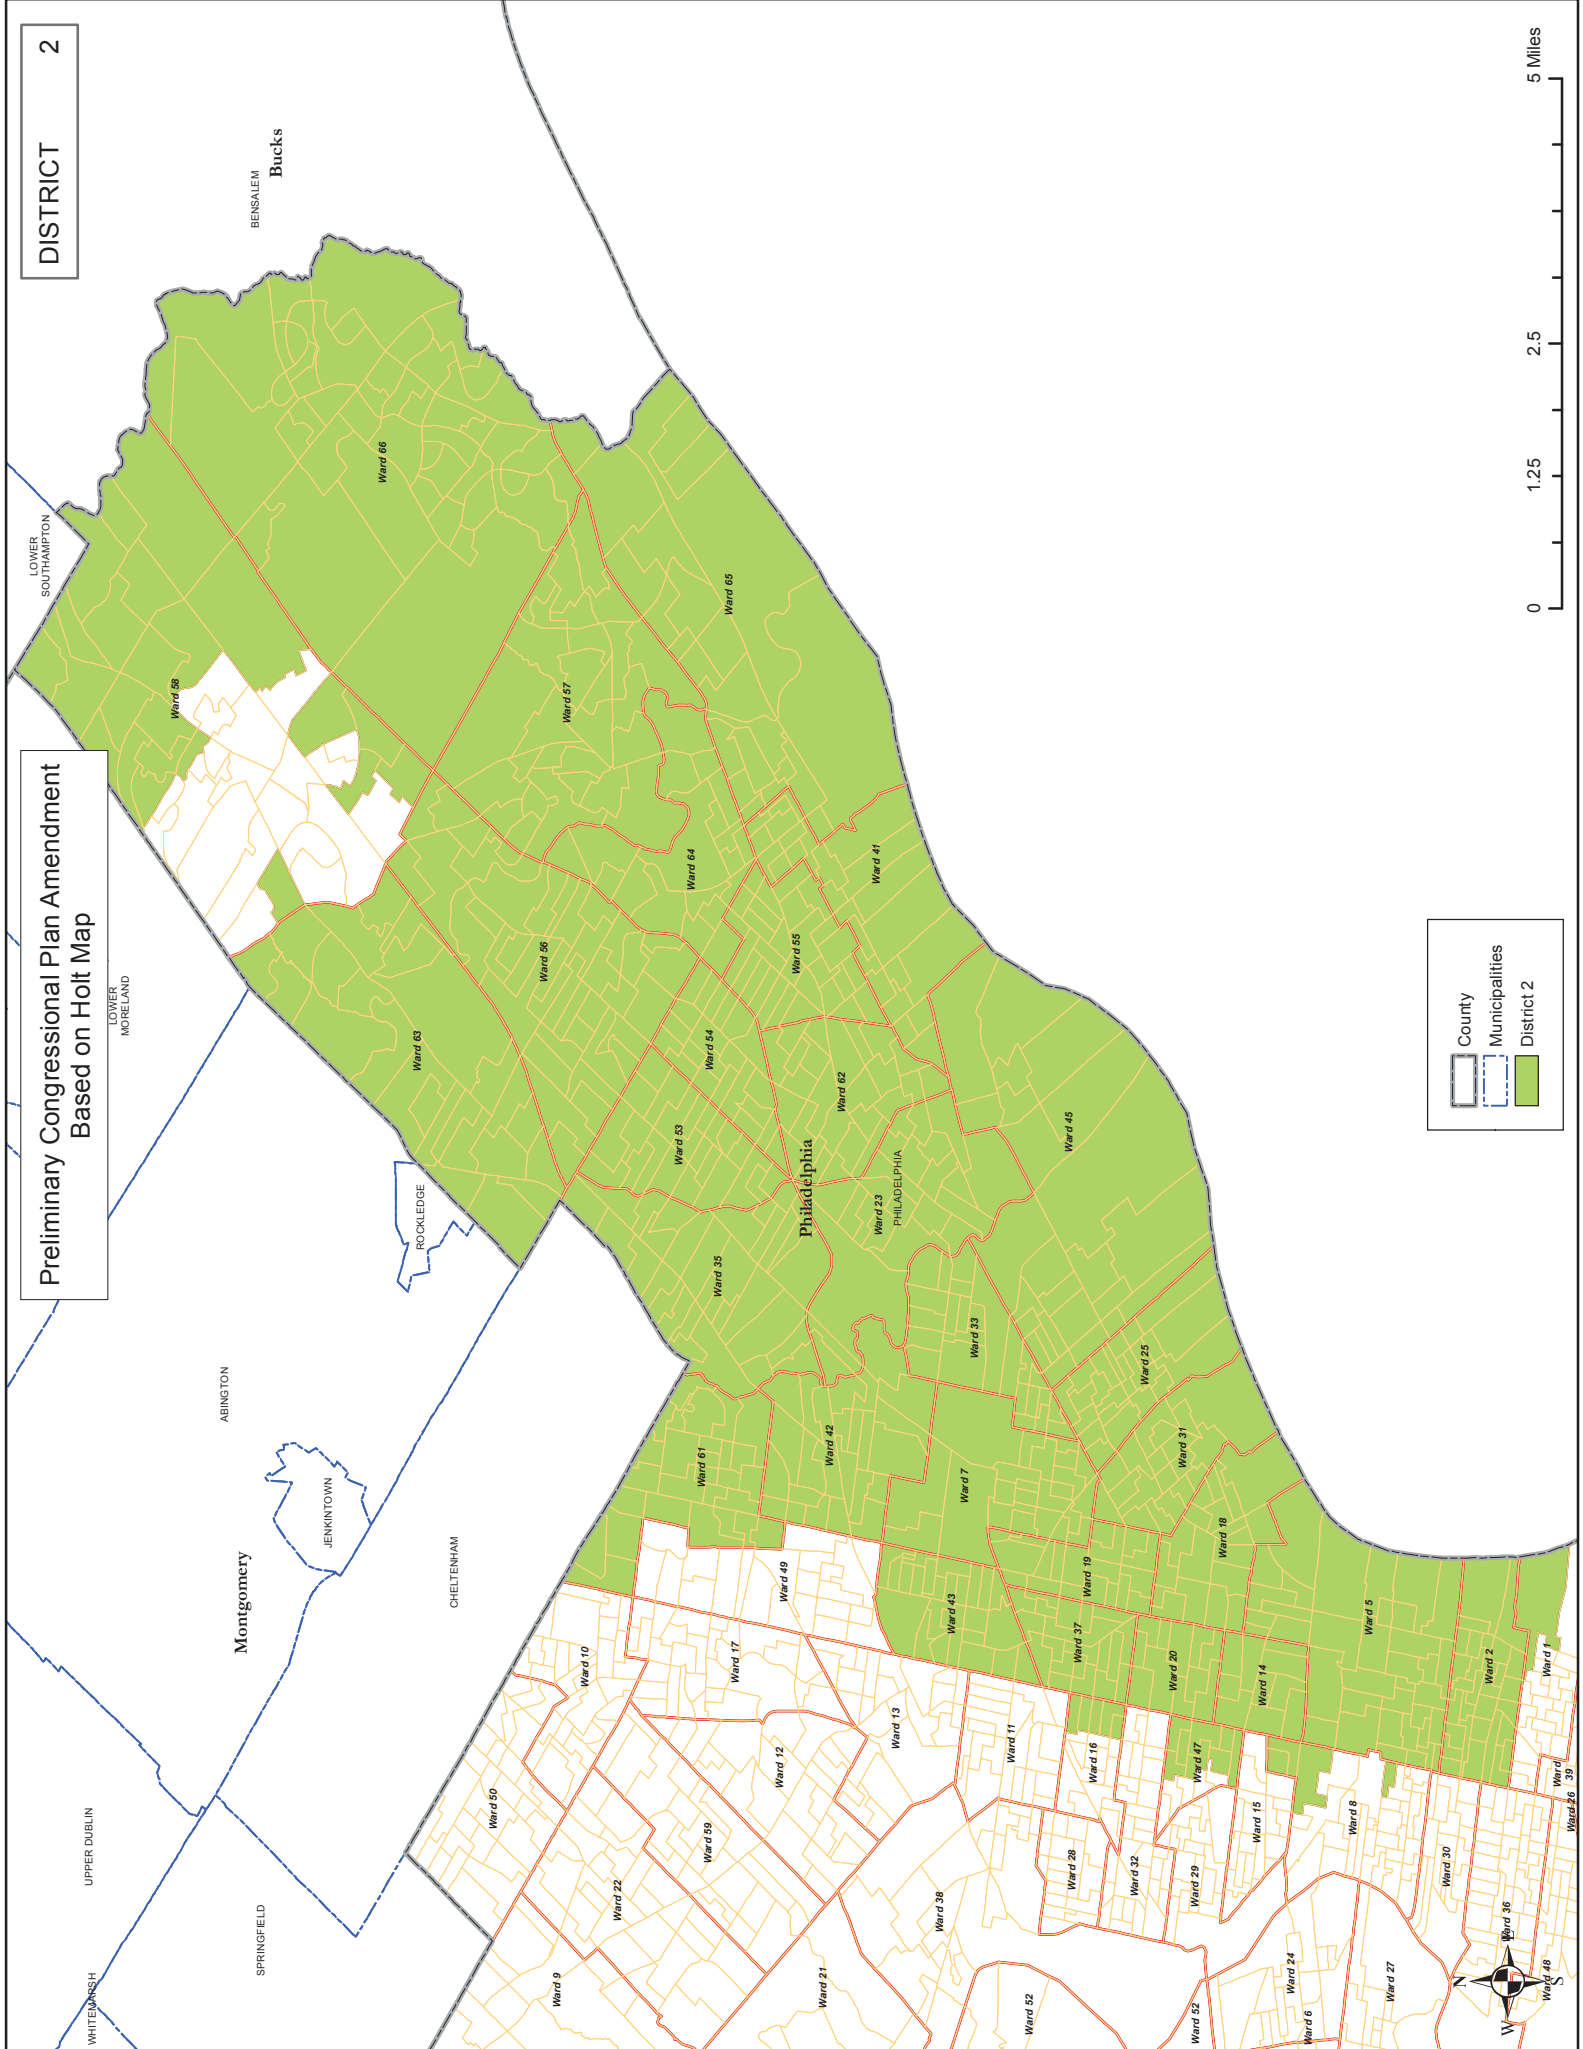 Preliminary Congressional Plan Amendment
Based on Holt Map
DISTRICT 2
LOWER
SOUTHAMPTON
BENSALEM
Bucks
WHITEMARSH
UPPER DUBLIN
SPRINGFIELD
Montgomery
ABINGTON
JENKINTOWN
CHELTENHAM
ROCKLEDGE
LOWER
MORELAND
Philadelphia
PHILADELPHIA
Ward 58
Ward 66
Ward 63
Ward 56
Ward 57
Ward 65
Ward 64
Ward 41
Ward 55
Ward 54
Ward 53
Ward 62
Ward 23
Ward 35
Ward 45
Ward 33
Ward 25
Ward 61
Ward 42
Ward 7
Ward 31
Ward 18
Ward 49
Ward 43
Ward 19
Ward 37
Ward 20
Ward 14
Ward 5
Ward 2
Ward 1
Ward
39
Ward 26
Ward 10
Ward 17
Ward 12
Ward 13
Ward 11
Ward 16
Ward 47
Ward 15
Ward 8
Ward 30
Ward 50
Ward 59
Ward 22
Ward 38
Ward 28
Ward 32
Ward 29
Ward 36
Ward 9
Ward 21
Ward 52
Ward 52
Ward 24
Ward 6
Ward 27
Ward 48
N
W
E
S
County
Municipalities
District 2
0 1.25 2.5 5 Miles